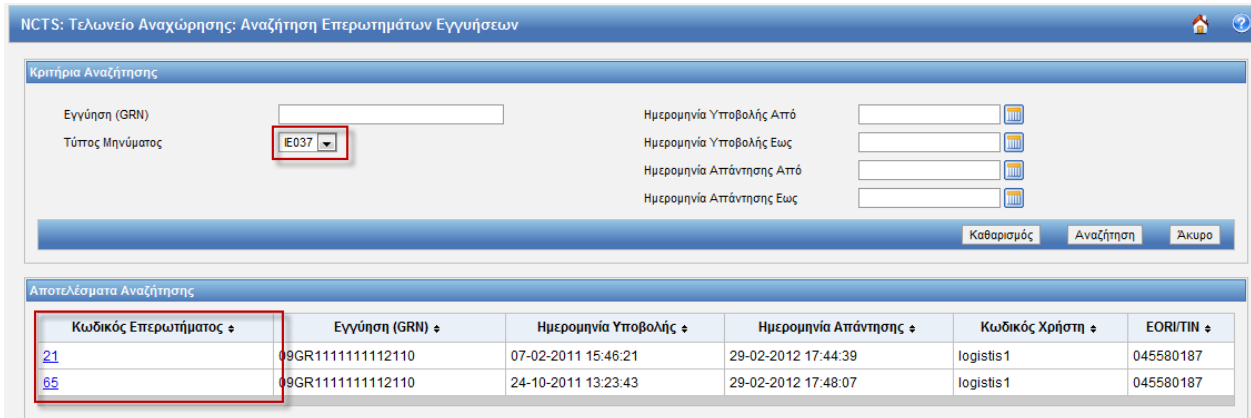 NCTS: Τελωνείο Αναχώρησης: Αναζήτηση Επερωτημάτων Εγγυήσεων
Κριτήρια Αναζήτησης
Εγγύηση (GRN) Ημερομηνία Υποβολής Από
Τύπος Μηνύματος IE037 Ημερομηνία Υποβολής Εως
Ημερομηνία Απάντησης Από
Ημερομηνία Απάντησης Εως
Καθαρισμός Αναζήτηση Άκυρο
Αποτελέσματα Αναζήτησης
Κωδικός Επερωτήματος Εγγύηση (GRN) Ημερομηνία Υποβολής Ημερομηνία Απάντησης Κωδικός Χρήστη EORI/TIN
21 09GR1111111112110 07-02-2011 15:46:21 29-02-2012 17:44:39 logistis1 045580187
65 09GR1111111112110 24-10-2011 13:23:43 29-02-2012 17:48:07 logistis1 045580187